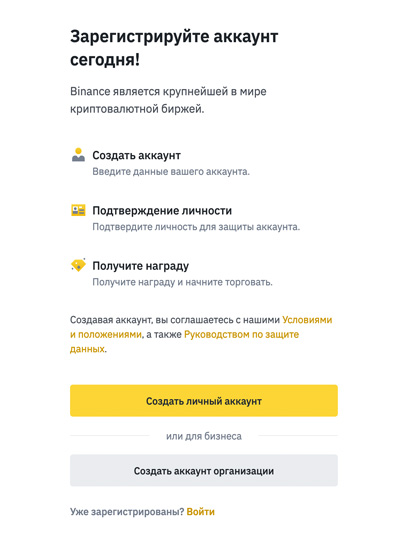 Зарегистрируйте аккаунт
сегодня!
Binance является крупнейшей в мире
криптовалютной биржей.
Создать аккаунт
Введите данные вашего аккаунта.
Подтверждение личности
Подтвердите личность для защиты аккаунта.
Получите награду
Получите награду и начните торговать.
Создавая аккаунт, вы соглашаетесь с нашими Условиями
и положениями, а также Руководством по защите
данных.
Создать личный аккаунт
или для бизнеса
Создать аккаунт организации
Уже зарегистрированы? Войти